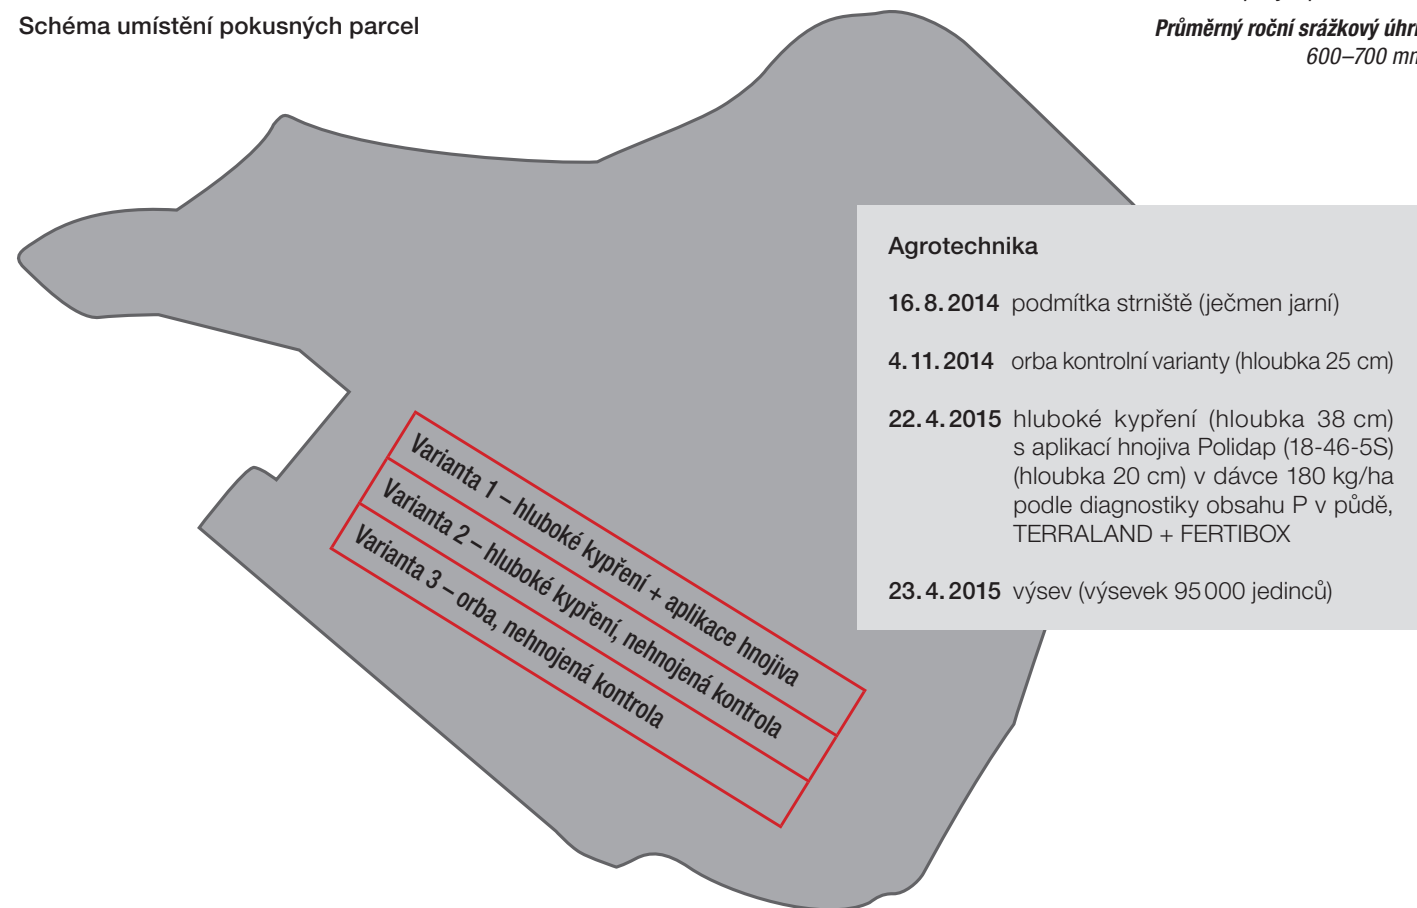 Schéma umístění pokusných parcel
Průměrný roční srážkový úhrn
600–700 mm
Agrotechnika
16.8.2014 podmítka strniště (ječmen jarní)
4.11.2014 orba kontrolní varianty (hloubka 25 cm)
22.4.2015 hluboké kypření (hloubka 38 cm)
s aplikací hnojiva Polidap (18-46-5S)
(hloubka 20 cm) v dávce 180 kg/ha
podle diagnostiky obsahu P v půdě,
TERRALAND + FERTIBOX
23.4.2015 výsev (výsevek 95 000 jedinců)
Varianta 1 – hluboké kypření + aplikace hnojiva
Varianta 2 – hluboké kypření, nehnojená kontrola
Varianta 3 – orba, nehnojená kontrola